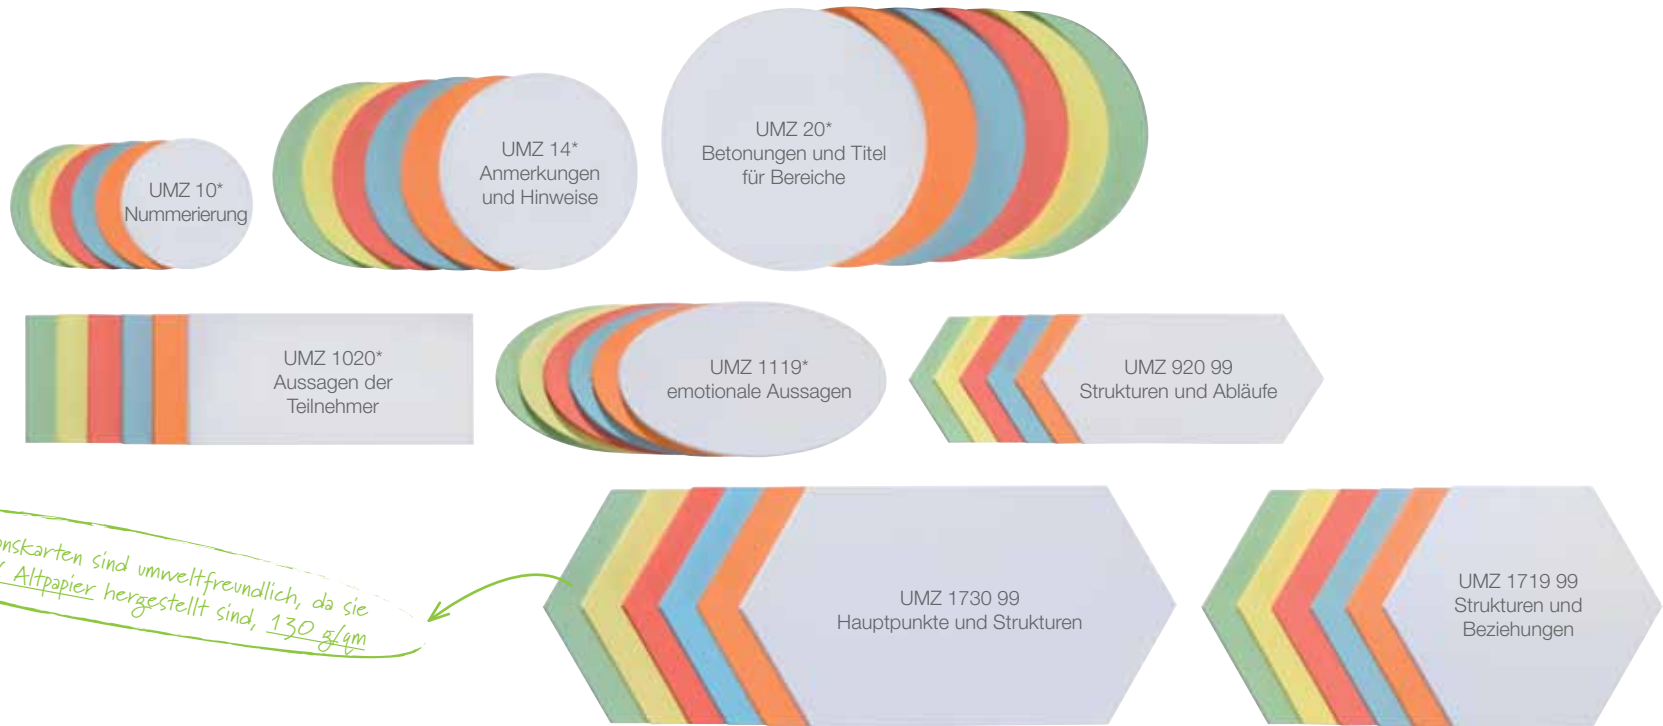 UMZ 10*
Nummerierung
UMZ 14*
Anmerkungen
und Hinweise
UMZ 20*
Betonungen und Titel
für Bereiche
UMZ 1020*
Aussagen der
Teilnehmer
UMZ 1119*
emotionale Aussagen
UMZ 920 99
Strukturen und Abläufe
nskarten sind umweltfreundlich, da sie
Altpapier hergestellt sind, 130 g/qm
UMZ 1730 99
Hauptpunkte und Strukturen
UMZ 1719 99
Strukturen und
Beziehungen